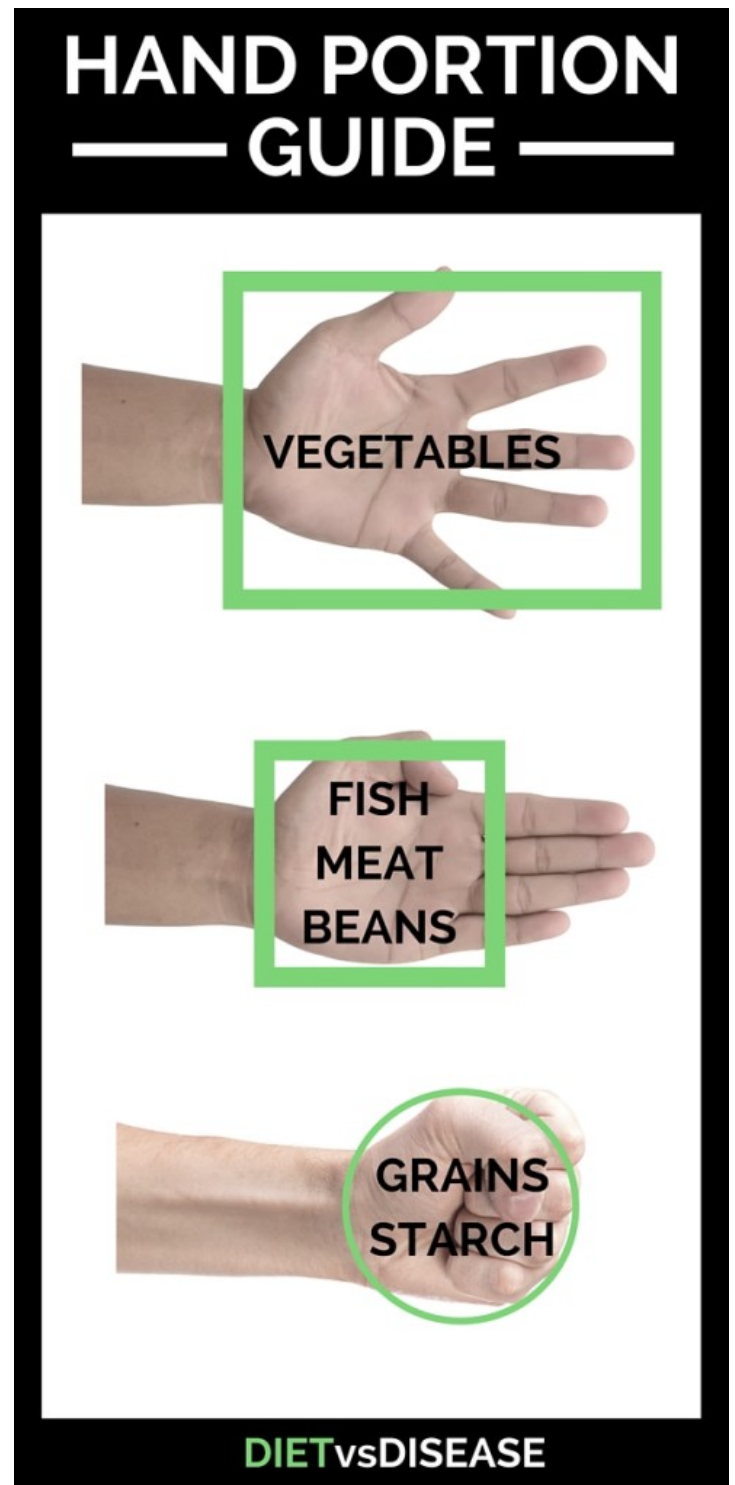 HAND PORTION
GUIDE
VEGETABLES
FISH
MEAT
BEANS
GRAINS
STARCH
DIETvsDISEASE